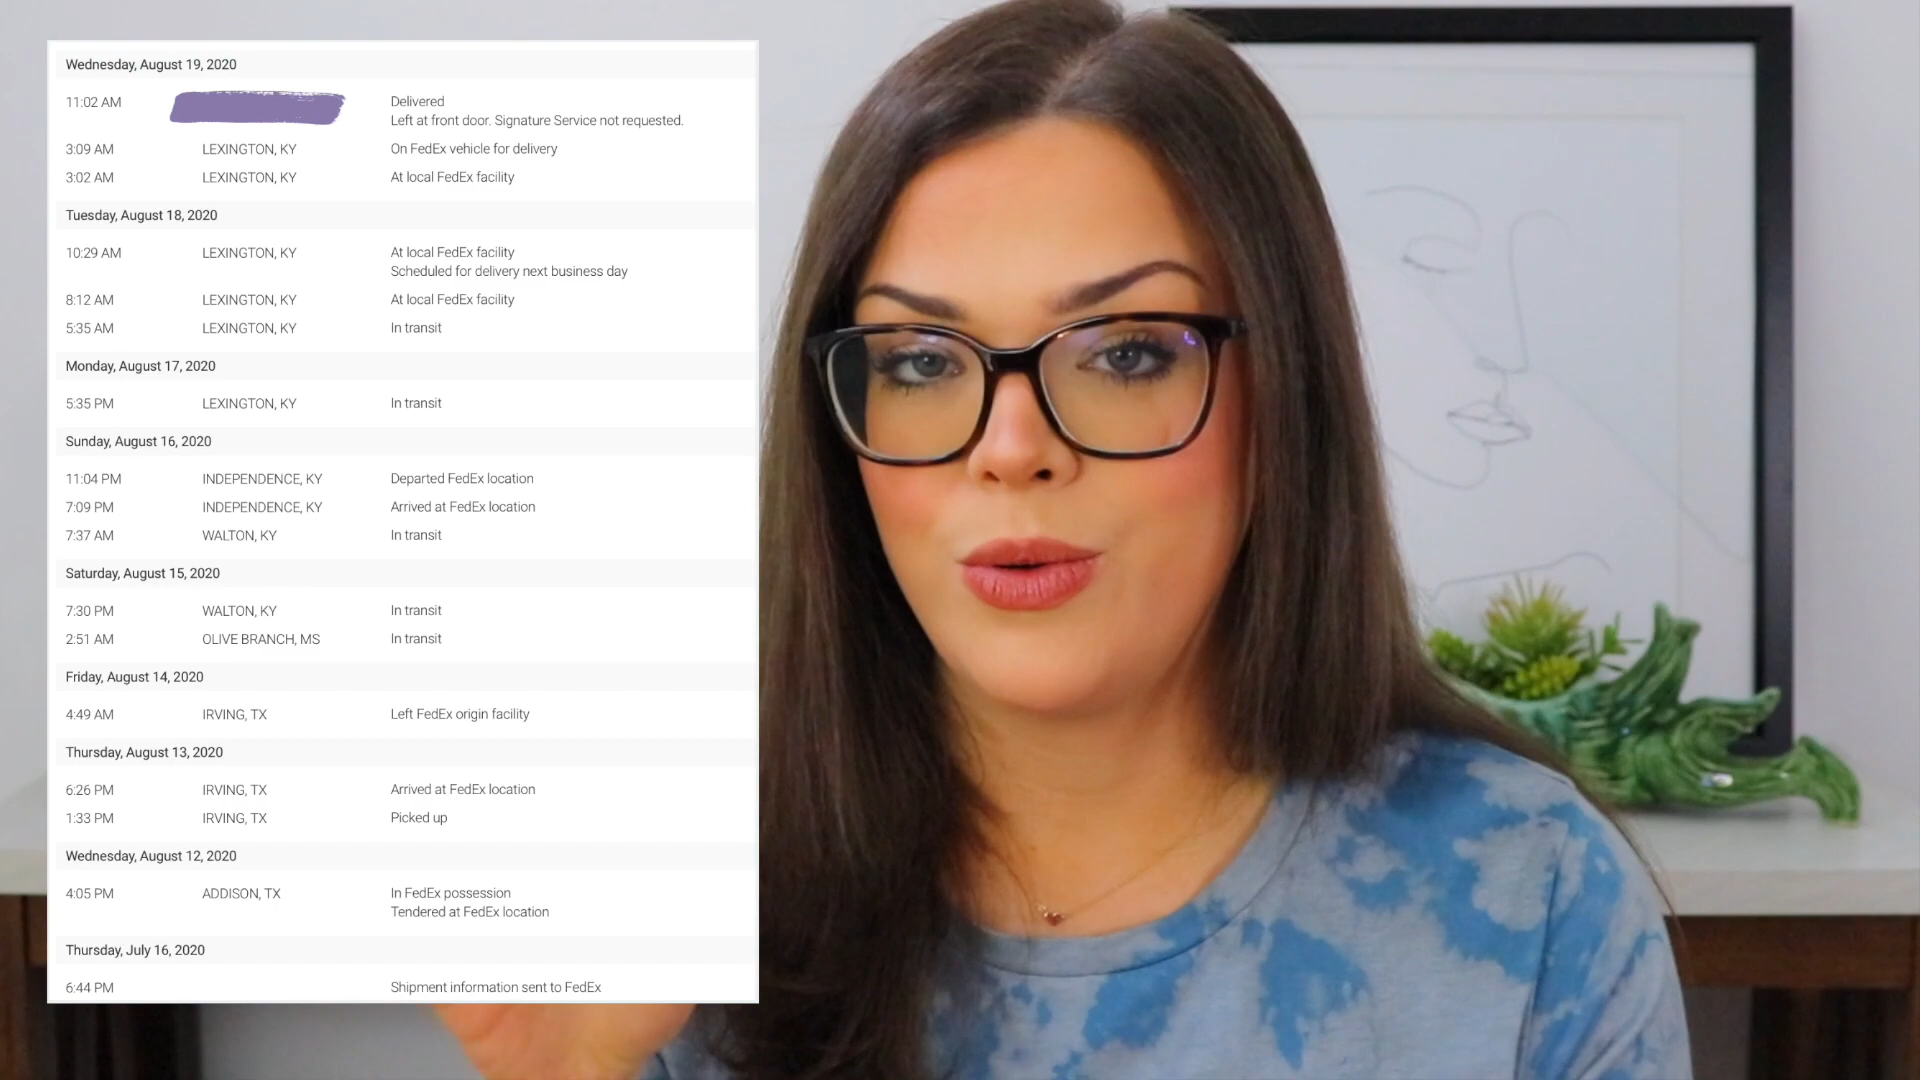 Wednesday, August 19, 2020
11:02 AM Delivered
Left at front door. Signature Service not requested.
3:09 AM LEXINGTON, KY On FedEx vehicle for delivery
3:02 AM LEXINGTON, KY At local FedEx facility
Tuesday, August 18, 2020
10:29 AM LEXINGTON, KY At local FedEx facility
Scheduled for delivery next business day
8:12 AM LEXINGTON, KY At local FedEx facility
5:35 AM LEXINGTON, KY In transit
Monday, August 17, 2020
5:35 PM LEXINGTON, KY In transit
Sunday, August 16, 2020
11:04 PM INDEPENDENCE, KY Departed FedEx location
7:09 PM INDEPENDENCE, KY Arrived at FedEx location
7:37 AM WALTON, KY In transit
Saturday, August 15, 2020
7:30 PM WALTON, KY In transit
2:51 AM OLIVE BRANCH, MS In transit
Friday, August 14, 2020
4:49 AM IRVING, TX Left FedEx origin facility
Thursday, August 13, 2020
6:26 PM IRVING, TX Arrived at FedEx location
1:33 PM IRVING, TX Picked up
Wednesday, August 12, 2020
4:05 PM ADDISON, TX In FedEx possession
Tendered at FedEx location
Thursday, July 16, 2020
6:44 PM Shipment information sent to FedEx